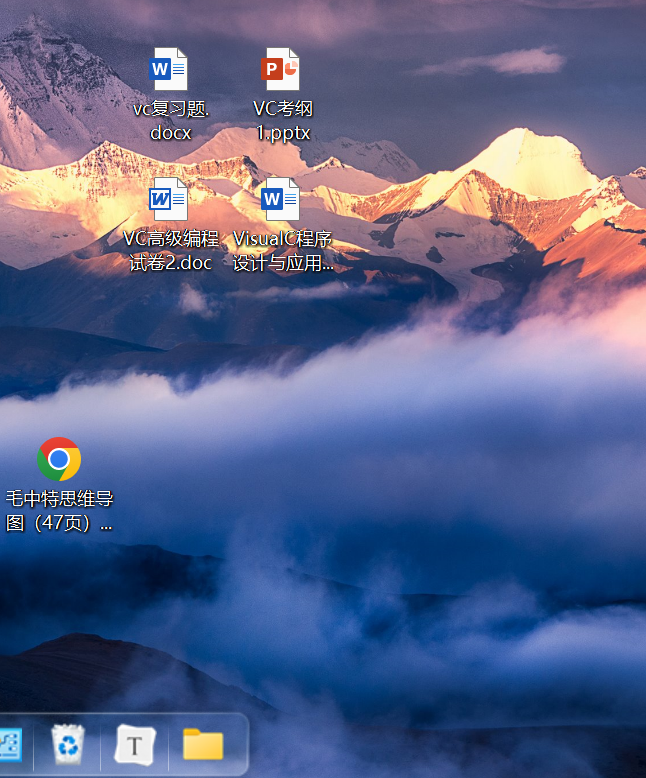 vc复习题.
docx
VC考纲
1.pptx
VC高级编程
试卷2.doc
VisualC程序
设计与应用...
毛中特思维导
图（47页）...
T